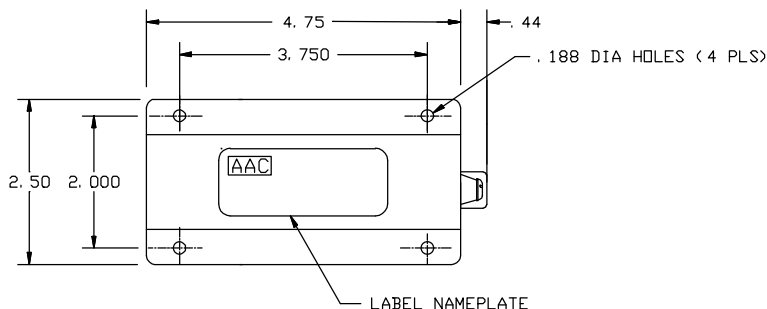 4.75
.44
3.750
.188 DIA HOLES (4 PLS)
2.50
2.000
AAC
LABEL NAMEPLATE